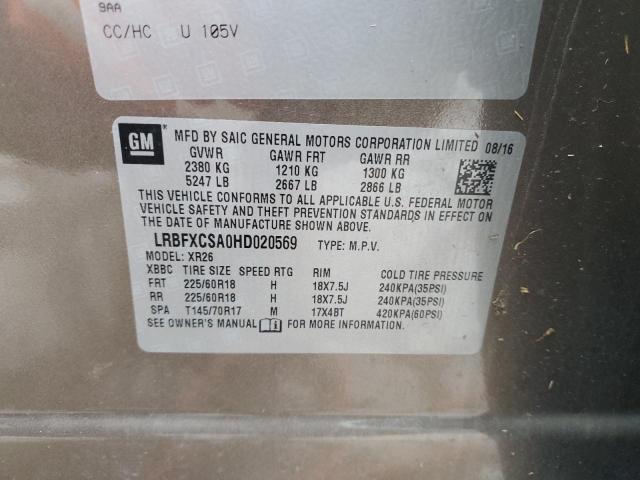 9AA
CC/HC U 105V
GM
MFD BY SAIC GENERAL MOTORS CORPORATION LIMITED 08/16
GVWR GAWR FRT GAWR RR
2380 KG 1210 KG 1300 KG
5247 LB 2667 LB 2866 LB
THIS VEHICLE CONFORMS TO ALL APPLICABLE U.S. FEDERAL MOTOR
VEHICLE SAFETY AND THEFT PREVENTION STANDARDS IN EFFECT ON
THE DATE OF MANUFACTURE SHOWN ABOVE.
LRBFXCSA0HD020569 TYPE: M.P.V.
MODEL: XR26
XBBC TIRE SIZE SPEED RTG RIM COLD TIRE PRESSURE
FRT 225/60R18 H 18X7.5J 240KPA(35PSI)
RR 225/60R18 H 18X7.5J 240KPA(35PSI)
SPA T145/70R17 M 17X4BT 420KPA(60PSI)
SEE OWNER'S MANUAL FOR MORE INFORMATION.